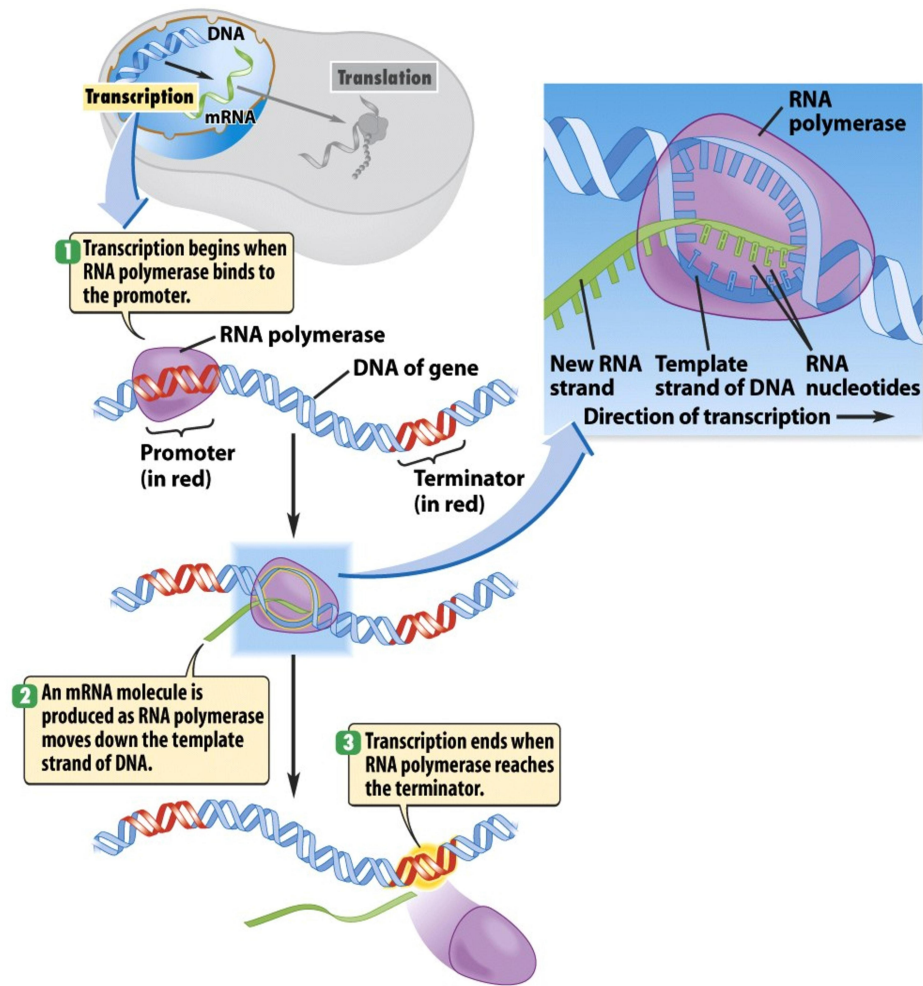 DNA
Transcription
mRNA
Translation
1 Transcription begins when
RNA polymerase binds to
the promoter.
RNA polymerase
DNA of gene
Promoter
(in red)
Terminator
(in red)
RNA
polymerase
AAUACC
TTATGG
New RNA
strand
Template
strand of DNA
RNA
nucleotides
Direction of transcription
2 An mRNA molecule is
produced as RNA polymerase
moves down the template
strand of DNA.
3 Transcription ends when
RNA polymerase reaches
the terminator.